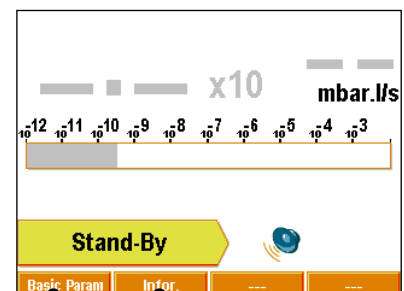 -- . -- x10 -- --
mbar.l/s
10-12 10-11 10-10 10-9 10-8 10-7 10-6 10-5 10-4 10-3
Stand-By
Basic Param Infor. --- ---